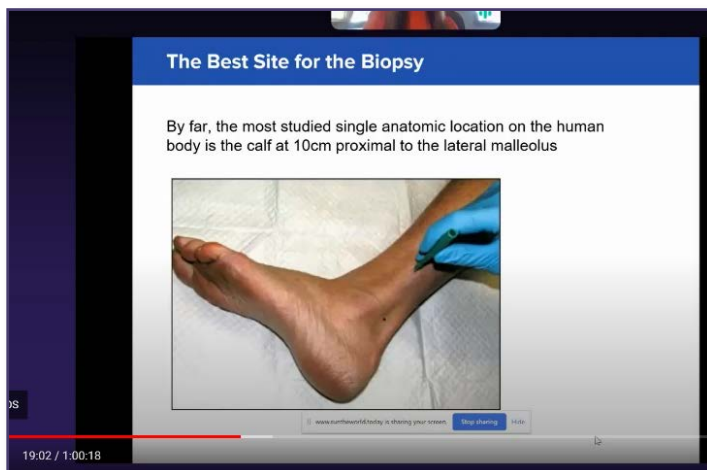 The Best Site for the Biopsy
By far, the most studied single anatomic location on the human
body is the calf at 10cm proximal to the lateral malleolus
os
www.runtheworld.today is sharing your screen. Stop sharing Hide
19:02 / 1:00:18